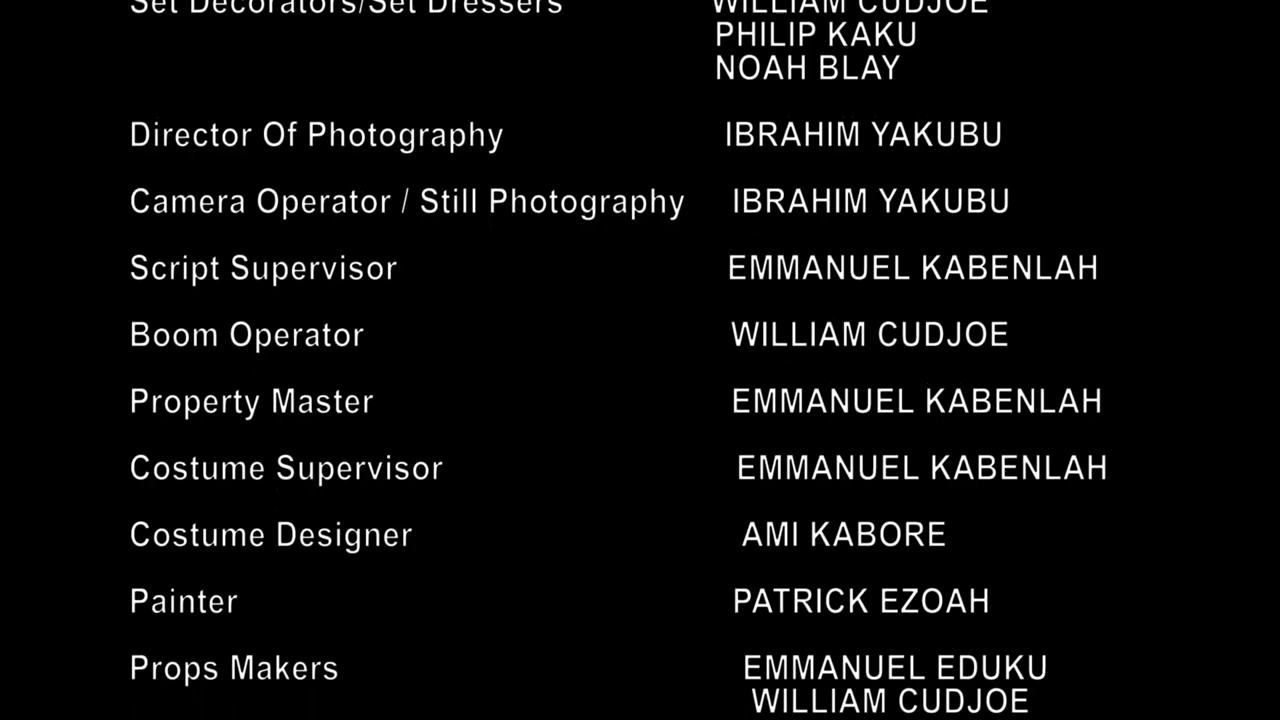 Set Decorators/Set Dressers WILLIAM CUDJOE
PHILIP KAKU
NOAH BLAY
Director Of Photography IBRAHIM YAKUBU
Camera Operator / Still Photography IBRAHIM YAKUBU
Script Supervisor EMMANUEL KABENLAH
Boom Operator WILLIAM CUDJOE
Property Master EMMANUEL KABENLAH
Costume Supervisor EMMANUEL KABENLAH
Costume Designer AMI KABORE
Painter PATRICK EZOAH
Props Makers EMMANUEL EDUKU
WILLIAM CUDJOE